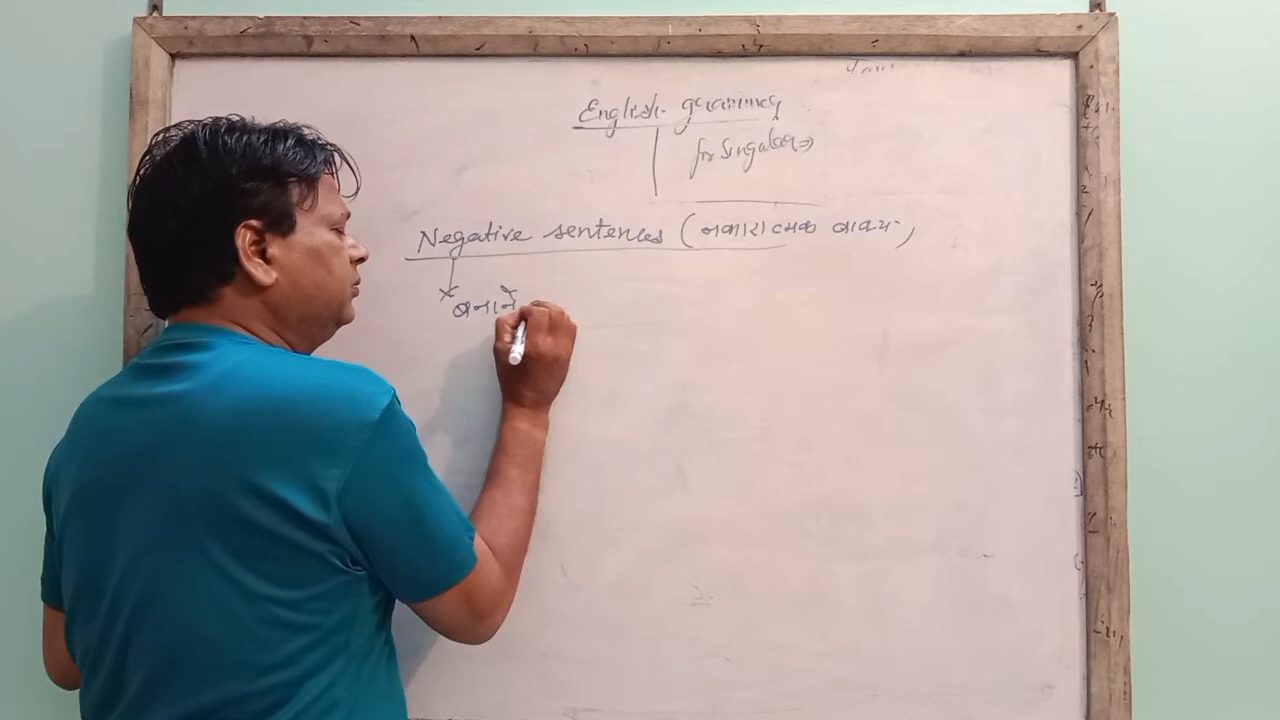 English grammar
for Singular ⇒
Negative sentences (नकारात्मक वाक्य)
बनाने